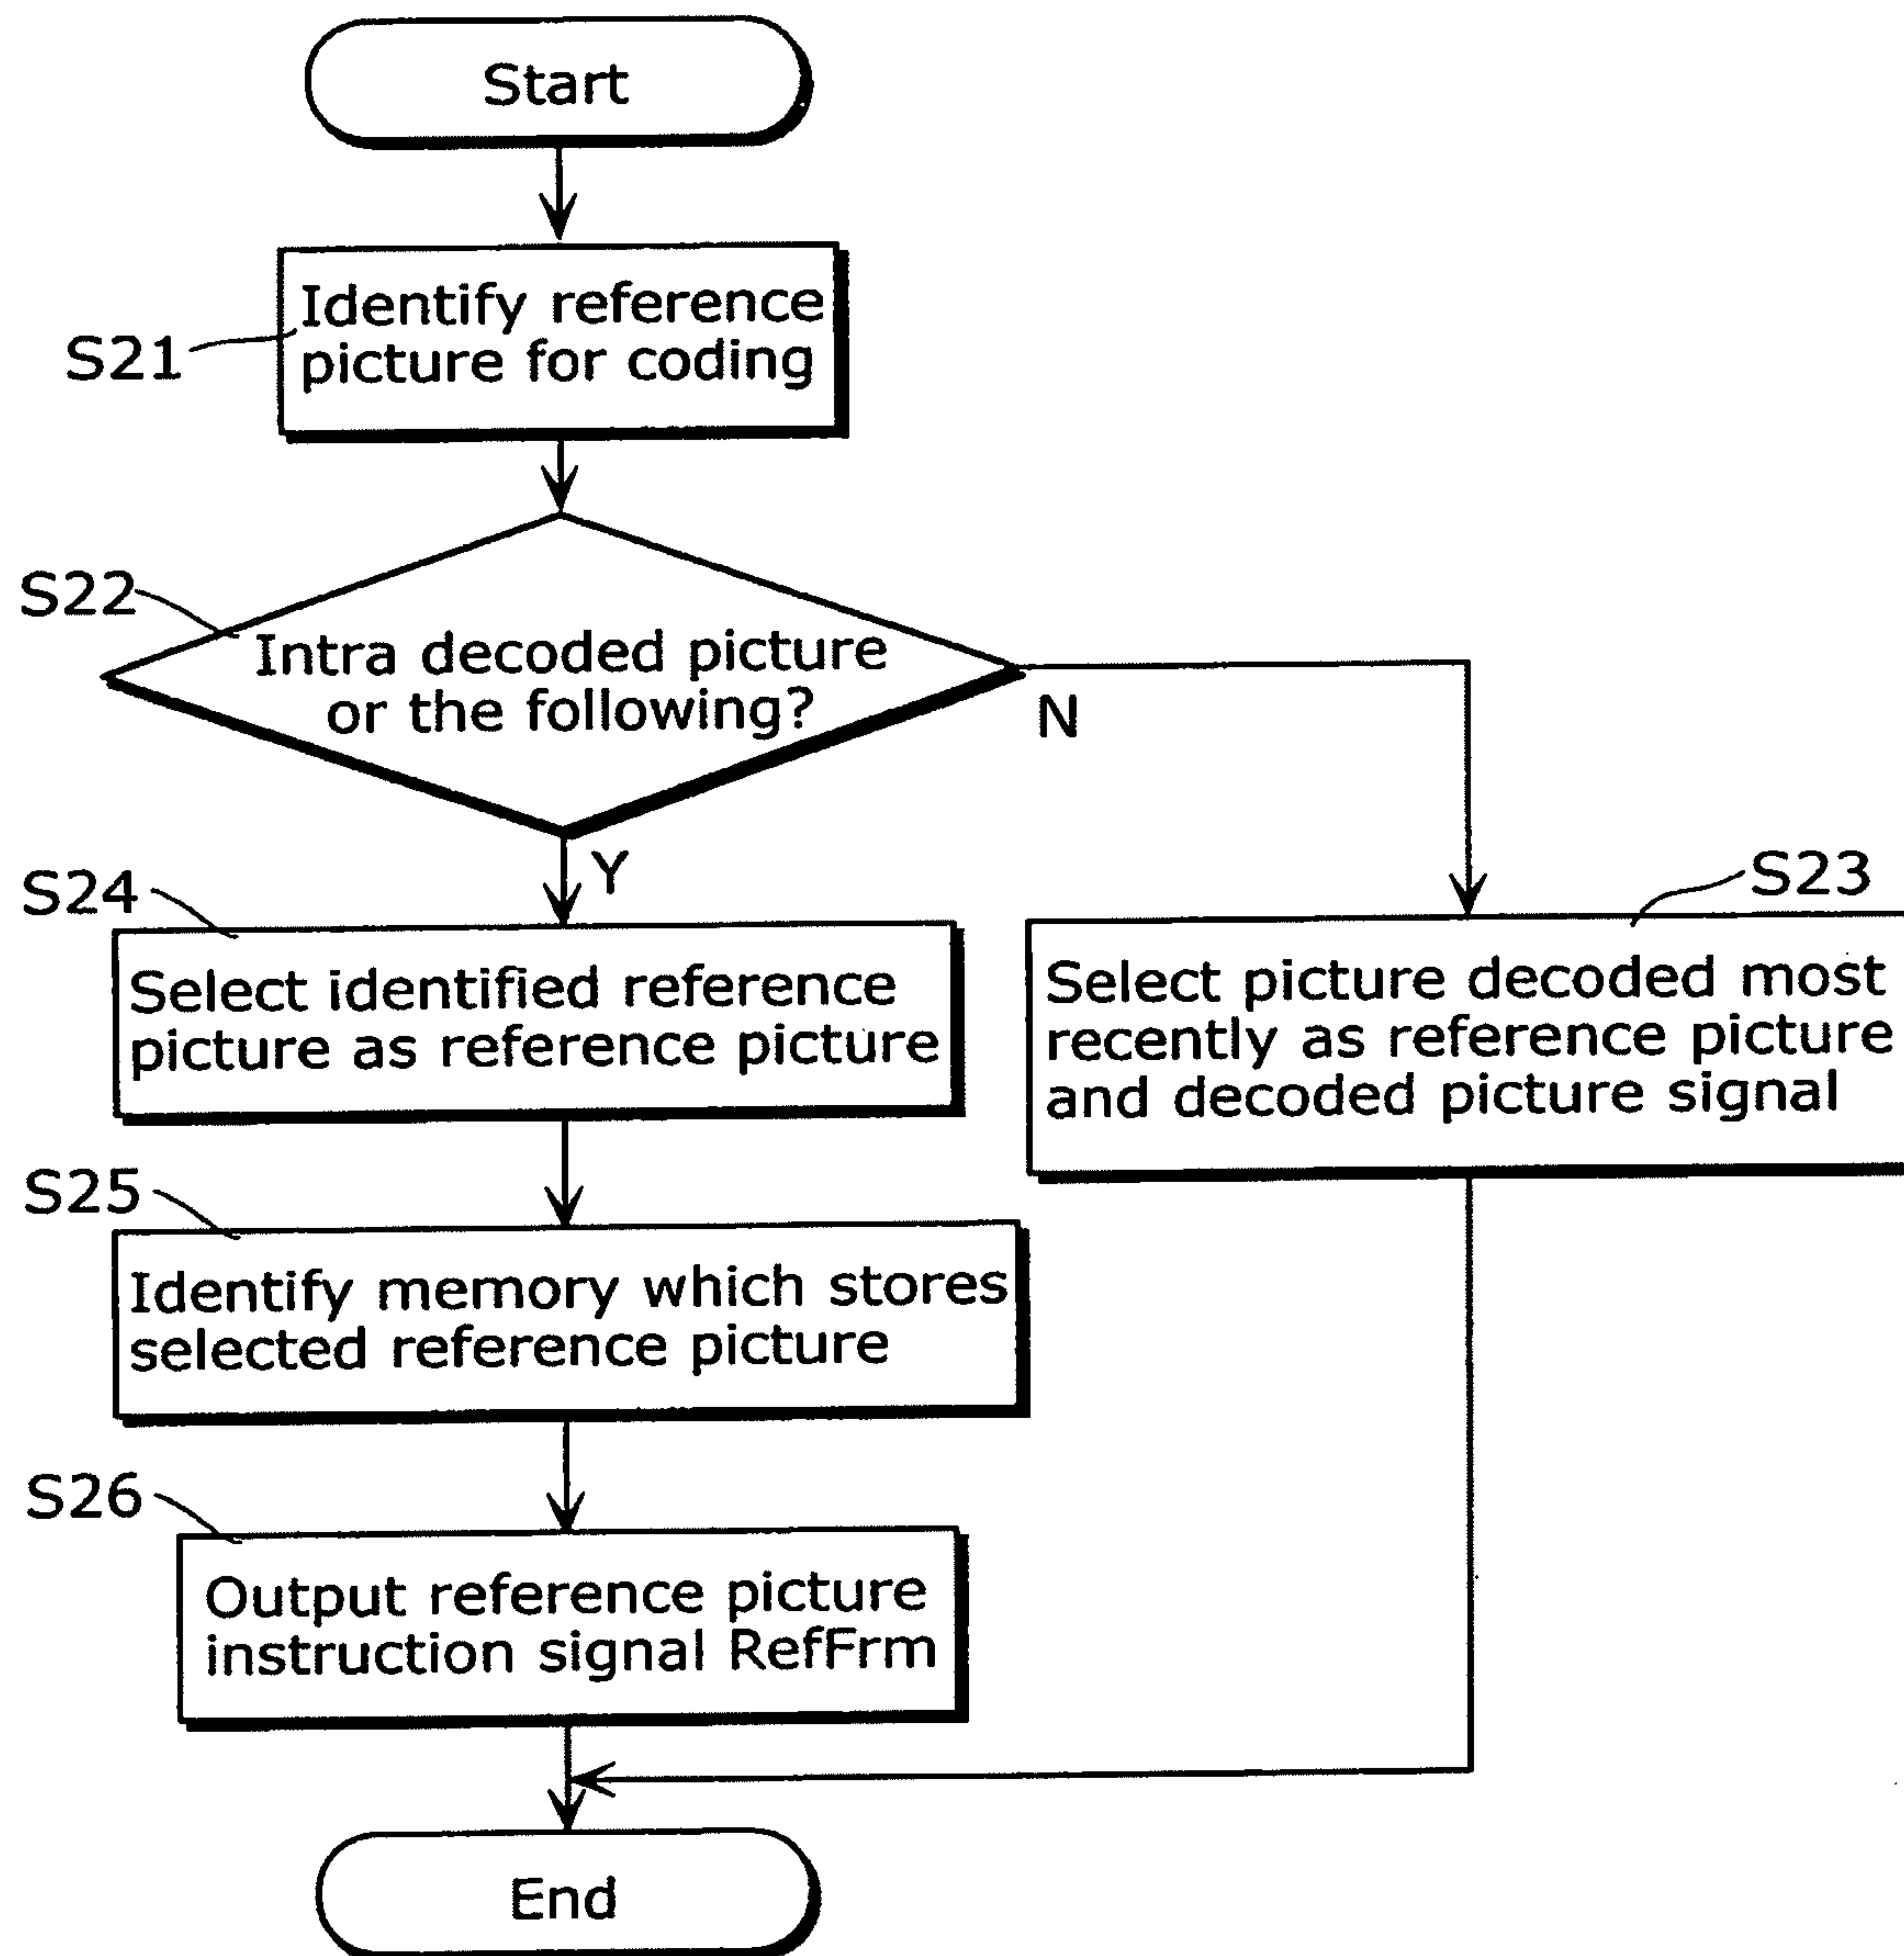 Start
S21
Identify reference
picture for coding
S22
Intra decoded picture
or the following?
N
Y
S24
Select identified reference
picture as reference picture
S23
Select picture decoded most
recently as reference picture
and decoded picture signal
S25
Identify memory which stores
selected reference picture
S26
Output reference picture
instruction signal RefFrm
End